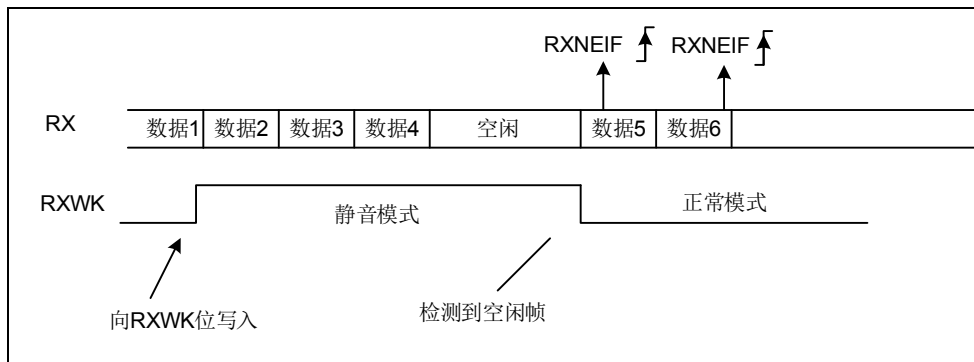 RXNEIF RXNEIF
RX 数据1 数据2 数据3 数据4 空闲 数据5 数据6
RXWK 静音模式 正常模式
向RXWK位写入 检测到空闲帧